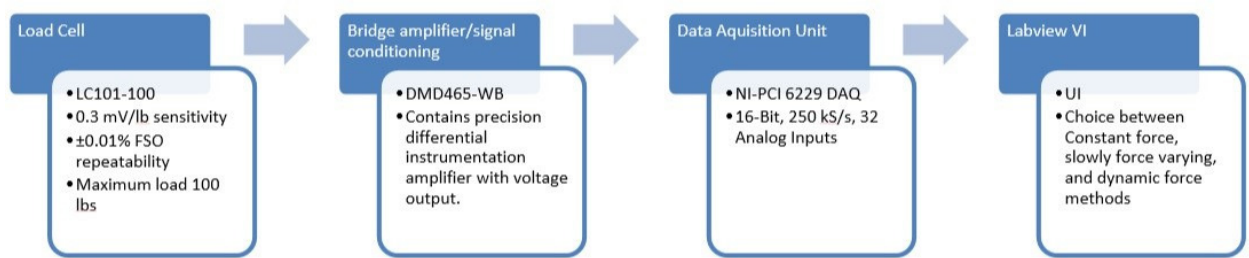 Load Cell
•LC101-100
•0.3 mV/lb sensitivity
•±0.01% FSO
repeatability
•Maximum load 100
lbs
Bridge amplifier/signal
conditioning
•DMD465-WB
•Contains precision
differential
instrumentation
amplifier with voltage
output.
Data Aquisition Unit
•NI-PCI 6229 DAQ
•16-Bit, 250 kS/s, 32
Analog Inputs
Labview VI
•UI
•Choice between
Constant force,
slowly force varying,
and dynamic force
methods